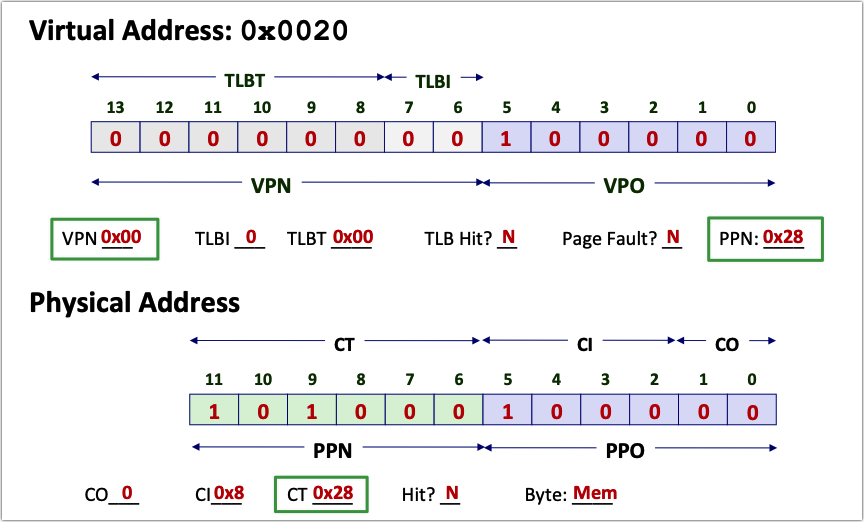 Virtual Address: 0x0020
TLBT TLBI
13 12 11 10 9 8 7 6 5 4 3 2 1 0
0 0 0 0 0 0 0 0 1 0 0 0 0 0
VPN VPO
VPN 0x00 TLBI 0 TLBT 0x00 TLB Hit? N Page Fault? N PPN: 0x28
Physical Address
CT CI CO
11 10 9 8 7 6 5 4 3 2 1 0
1 0 1 0 0 0 1 0 0 0 0 0
PPN PPO
CO 0 CI 0x8 CT 0x28 Hit? N Byte: Mem